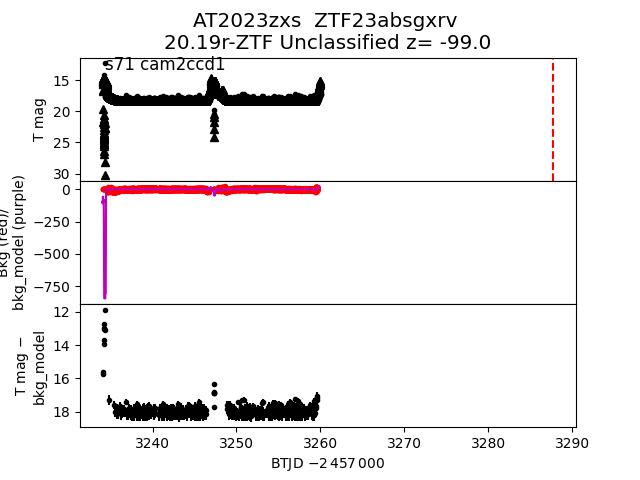 AT2023zxs  ZTF23absgxrv
20.19r-ZTF Unclassified z= -99.0
s71 cam2ccd1
T mag
15
20
25
30
Bkg (red)/
bkg_model (purple)
0
−250
−500
−750
T mag −
bkg_model
12
14
16
18
3240
3250
3260
3270
3280
3290
BTJD −2 457 000